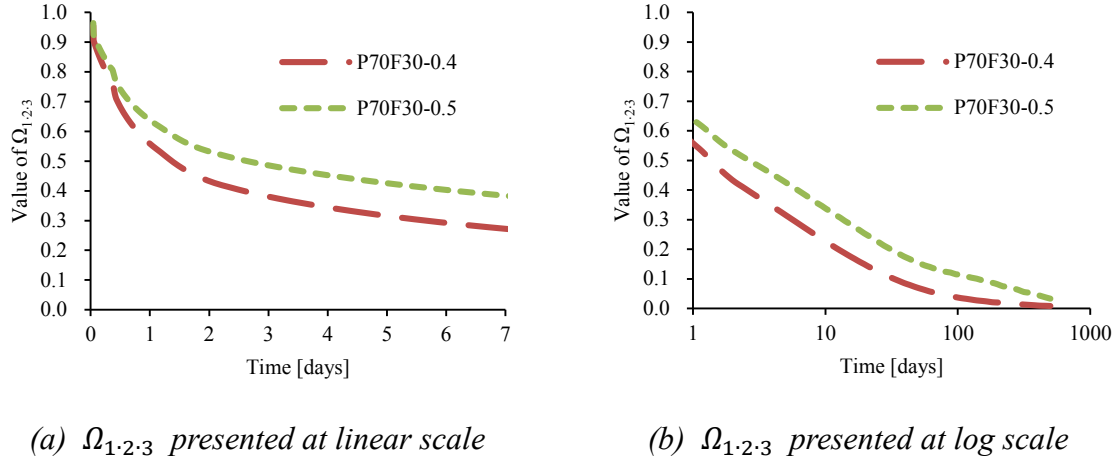 1.0
0.9
0.8
0.7
0.6
0.5
0.4
0.3
0.2
0.1
0.0
Value of Ω1·2·3
P70F30-0.4
P70F30-0.5
0 1 2 3 4 5 6 7
Time [days]
1.0
0.9
0.8
0.7
0.6
0.5
0.4
0.3
0.2
0.1
0.0
Value of Ω1·2·3
P70F30-0.4
P70F30-0.5
1 10 100 1000
Time [days]
(a) Ω1·2·3 presented at linear scale
(b) Ω1·2·3 presented at log scale